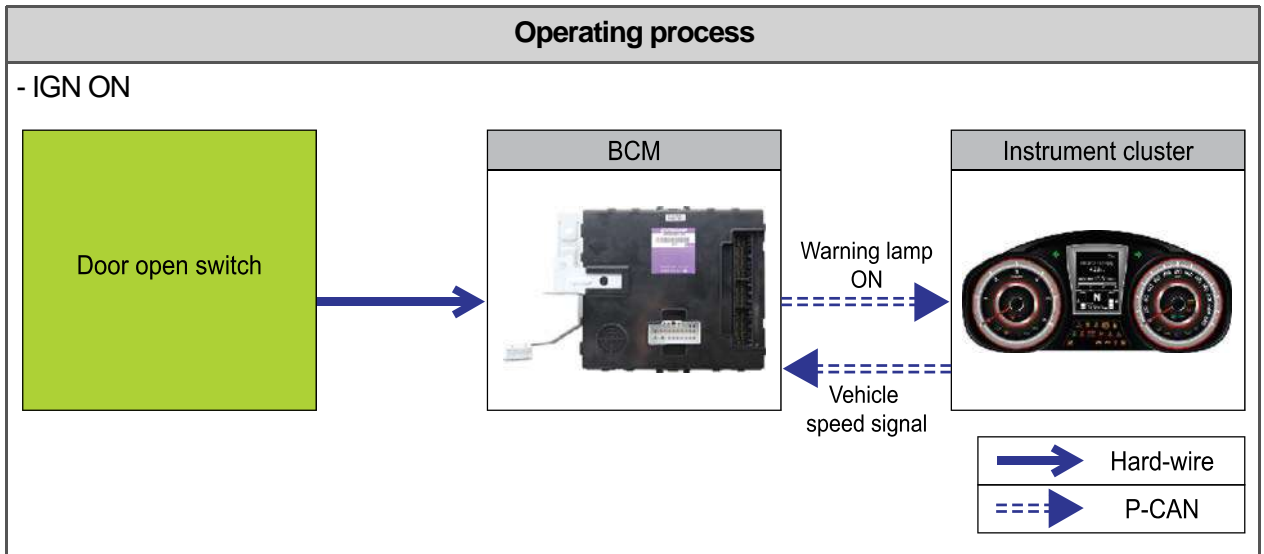 Operating process
- IGN ON
Door open switch
BCM
Instrument cluster
Warning lamp
ON
Vehicle
speed signal
N
Hard-wire
P-CAN